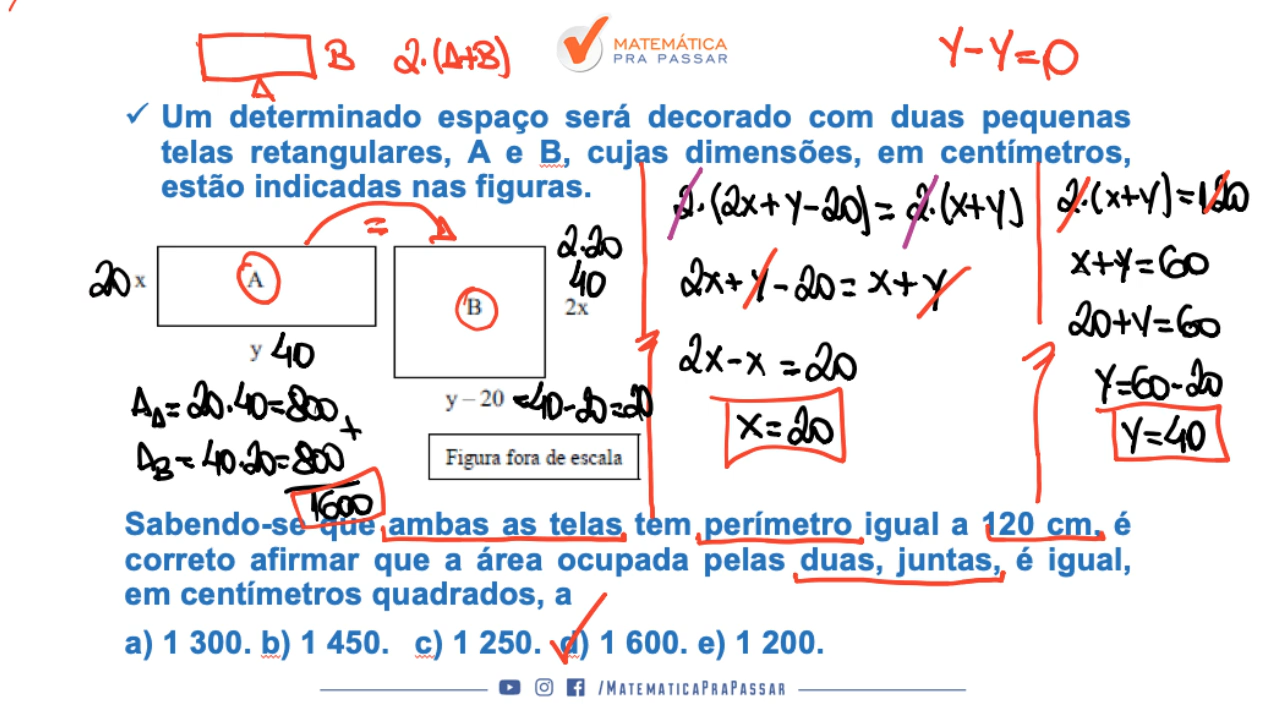 B 2.(A+B)
A
MATEMÁTICA
PRA PASSAR
Y-Y=0
✓ Um determinado espaço será decorado com duas pequenas
telas retangulares, A e B, cujas dimensões, em centímetros,
estão indicadas nas figuras.
=
20 x
A
y 40
B
2.20
40
2x
y – 20 =40-20=20
Figura fora de escala
A_A=20.40=800
+
A_B=40.20=800
1600
2.(2x+y-20)=2.(x+y)
2x+y-20=x+y
2x-x=20
x=20
2.(x+y)=120
x+y=60
20+y=60
y=60-20
y=40
Sabendo-se que ambas as telas tem perímetro igual a 120 cm, é
correto afirmar que a área ocupada pelas duas, juntas, é igual,
em centímetros quadrados, a
a) 1 300. b) 1 450. c) 1 250. d) 1 600. e) 1 200.
/MATEMATICAPRAPASSAR